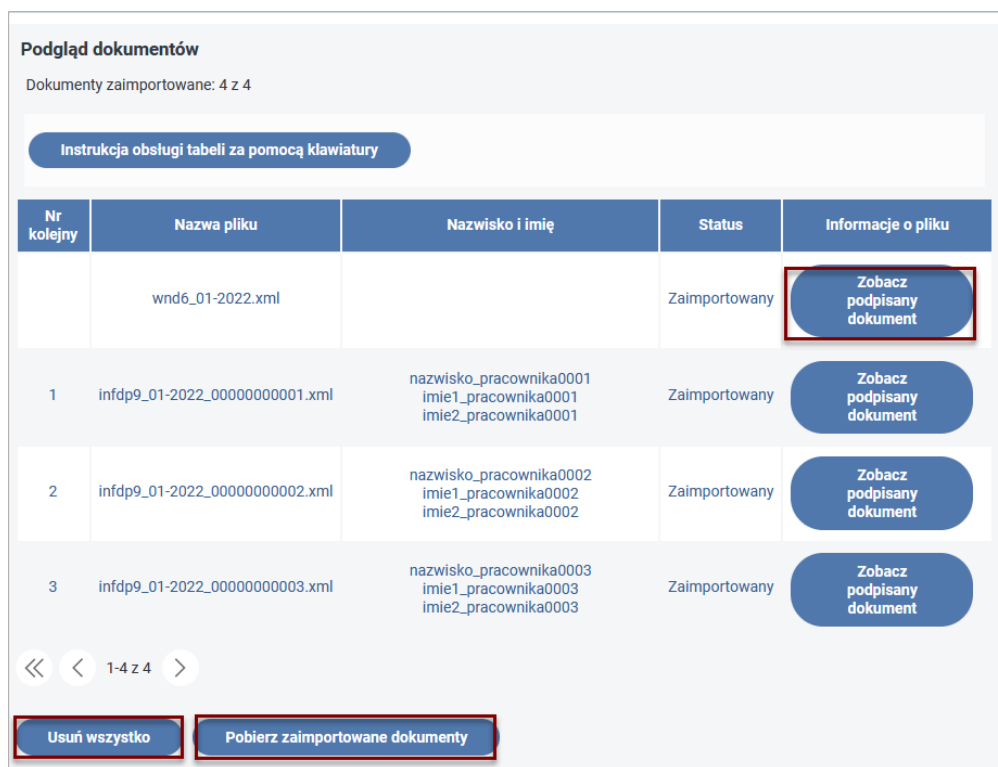 Podgląd dokumentów
Dokumenty zaimportowane: 4 z 4
Instrukcja obsługi tabeli za pomocą klawiatury
Nr kolejny Nazwa pliku Nazwisko i imię Status Informacje o pliku
wnd6_01-2022.xml Zaimportowany Zobacz podpisany dokument
1 infdp9_01-2022_00000000001.xml nazwisko_pracownika0001 imie1_pracownika0001 imie2_pracownika0001 Zaimportowany Zobacz podpisany dokument
2 infdp9_01-2022_00000000002.xml nazwisko_pracownika0002 imie1_pracownika0002 imie2_pracownika0002 Zaimportowany Zobacz podpisany dokument
3 infdp9_01-2022_00000000003.xml nazwisko_pracownika0003 imie1_pracownika0003 imie2_pracownika0003 Zaimportowany Zobacz podpisany dokument
1-4 z 4
Usuń wszystko Pobierz zaimportowane dokumenty